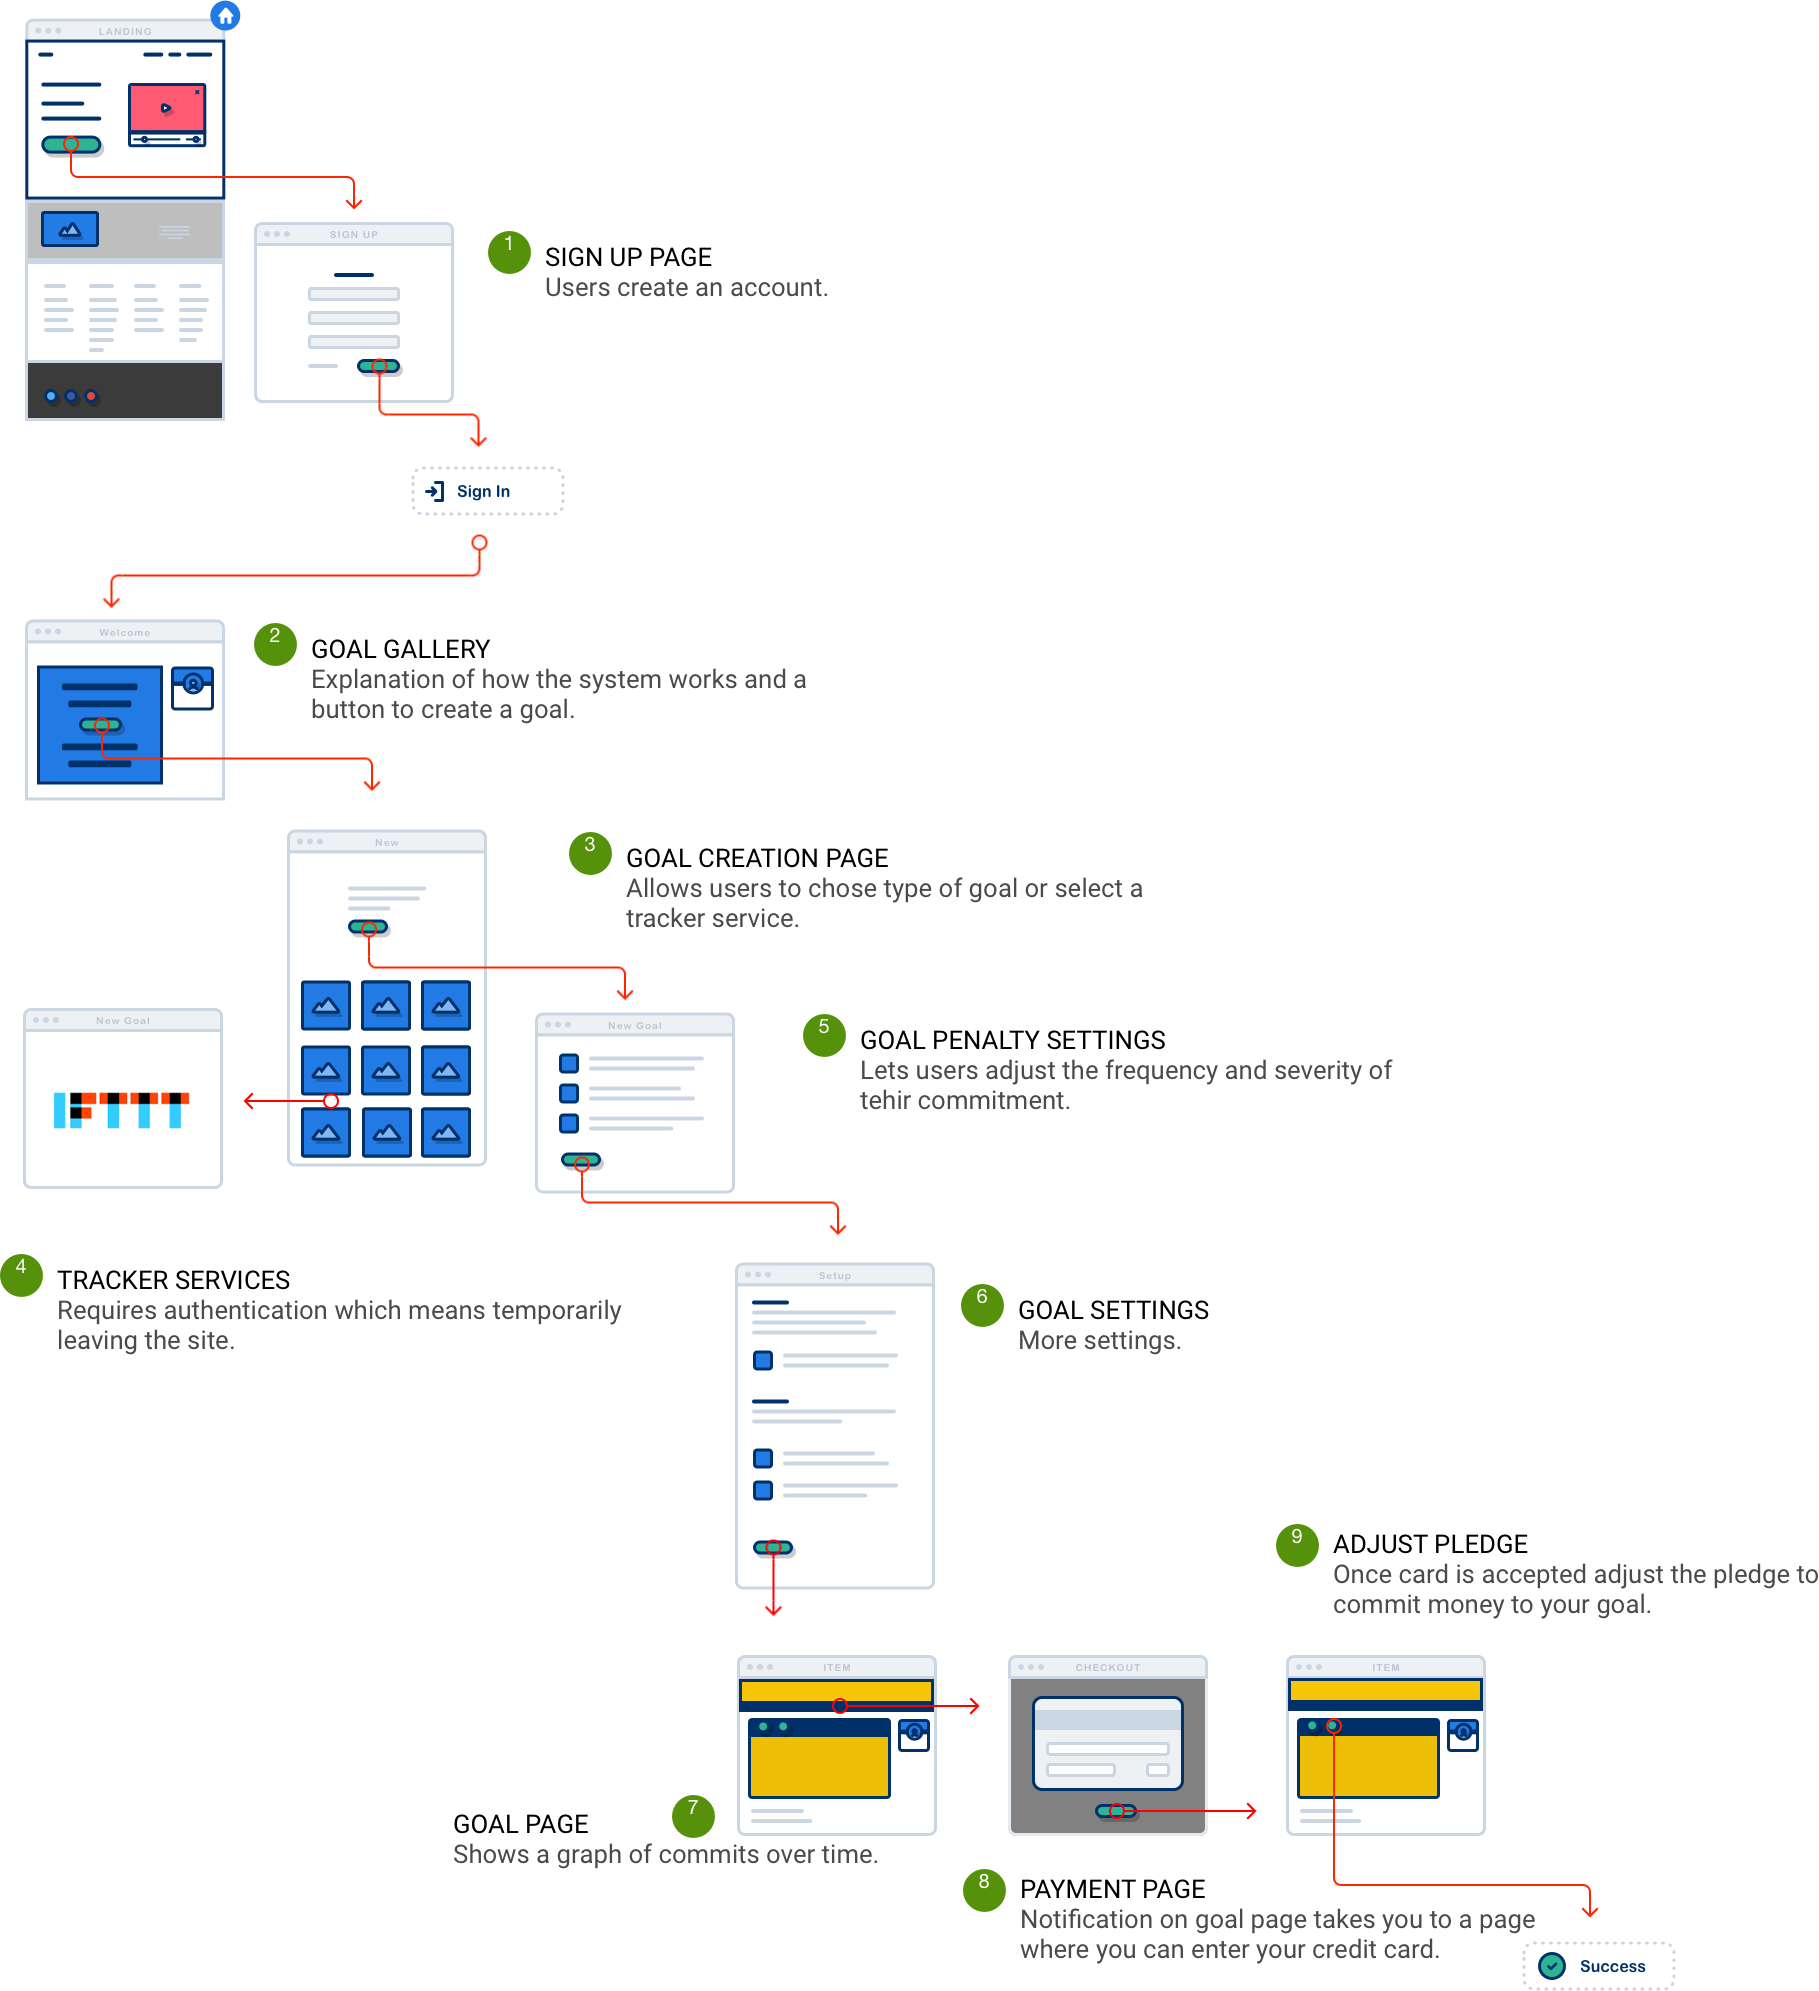 LANDING
SIGN UP
1
SIGN UP PAGE
Users create an account.
Sign In
Welcome
2
GOAL GALLERY
Explanation of how the system works and a
button to create a goal.
New
3
GOAL CREATION PAGE
Allows users to chose type of goal or select a
tracker service.
New Goal
IFTTT
New Goal
5
GOAL PENALTY SETTINGS
Lets users adjust the frequency and severity of
tehir commitment.
4
TRACKER SERVICES
Requires authentication which means temporarily
leaving the site.
Setup
6
GOAL SETTINGS
More settings.
9
ADJUST PLEDGE
Once card is accepted adjust the pledge to
commit money to your goal.
ITEM
CHECKOUT
ITEM
7
GOAL PAGE
Shows a graph of commits over time.
8
PAYMENT PAGE
Notification on goal page takes you to a page
where you can enter your credit card.
Success